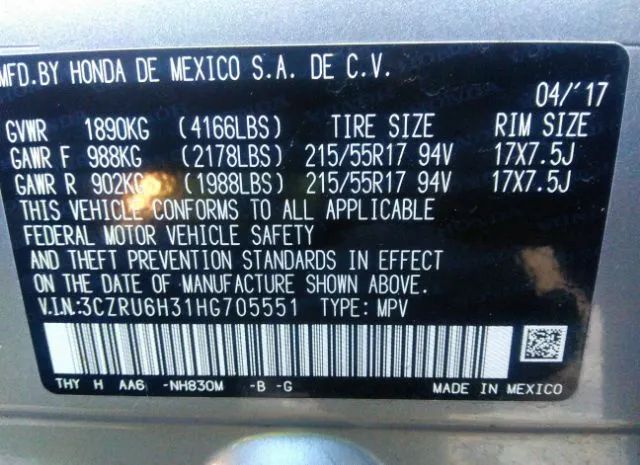 MFD.BY HONDA DE MEXICO S.A. DE C.V.
04/'17
GVWR 1890KG (4166LBS) TIRE SIZE RIM SIZE
GAWR F 988KG (2178LBS) 215/55R17 94V 17X7.5J
GAWR R 902KG (1988LBS) 215/55R17 94V 17X7.5J
THIS VEHICLE CONFORMS TO ALL APPLICABLE
FEDERAL MOTOR VEHICLE SAFETY
AND THEFT PREVENTION STANDARDS IN EFFECT
ON THE DATE OF MANUFACTURE SHOWN ABOVE.
V.I.N.:3CZRU6H31HG705551 TYPE: MPV
THY H AA6 -NH830M -B -G MADE IN MEXICO